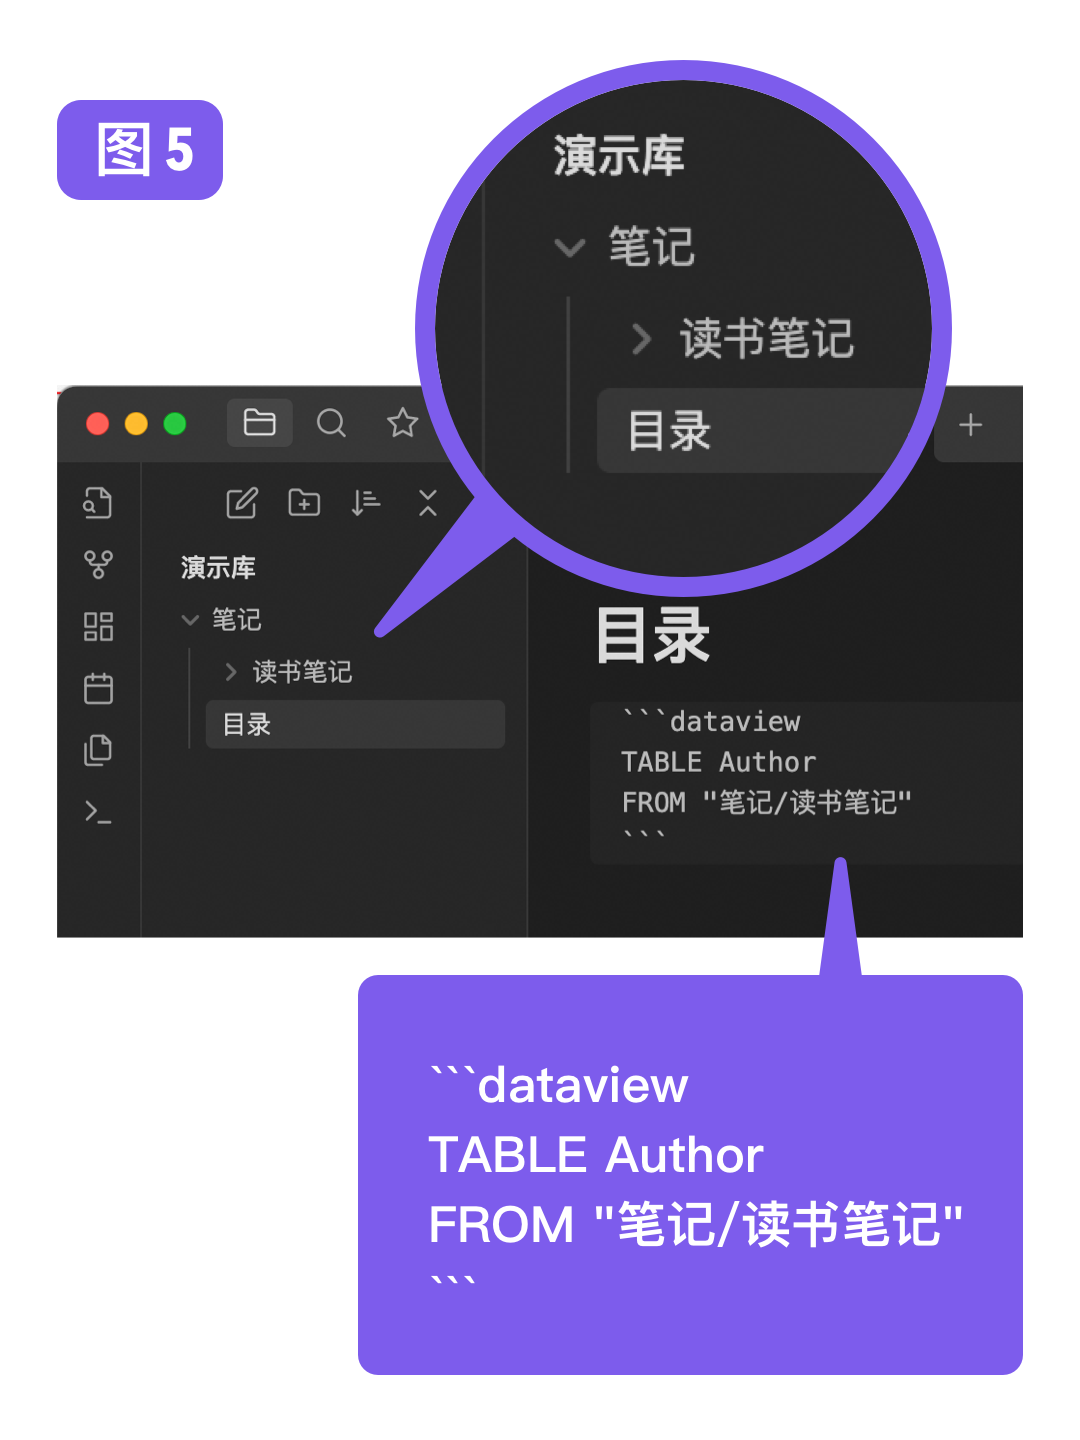 图 5
演示库
笔记
读书笔记
目录
演示库
笔记
读书笔记
目录
目录
```dataview
TABLE Author
FROM "笔记/读书笔记"
```
```dataview
TABLE Author
FROM "笔记/读书笔记"
```